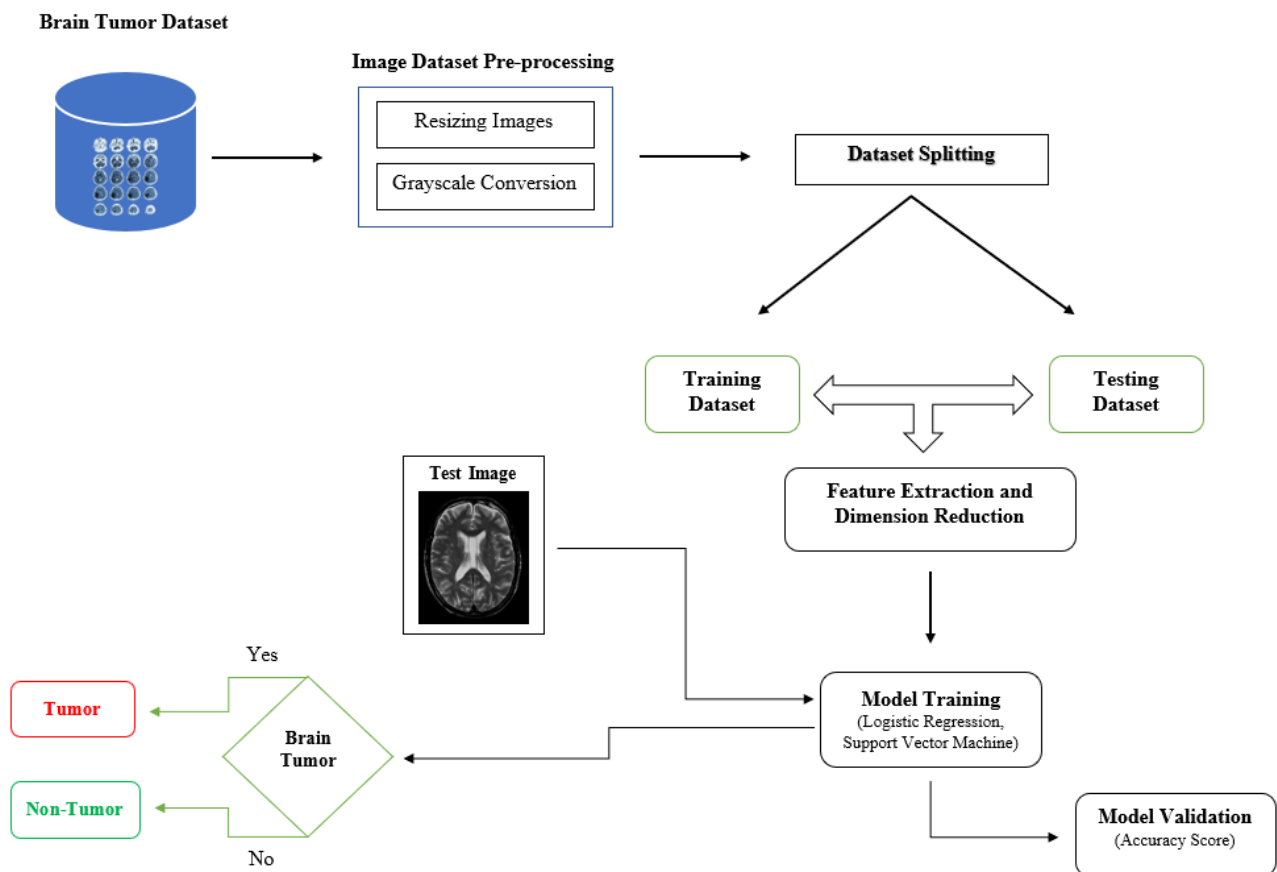 Brain Tumor Dataset
Image Dataset Pre-processing
Resizing Images
Grayscale Conversion
Dataset Splitting
Training
Dataset
Testing
Dataset
Feature Extraction and
Dimension Reduction
Test Image
Model Training
(Logistic Regression,
Support Vector Machine)
Model Validation
(Accuracy Score)
Brain
Tumor
Yes
Tumor
No
Non-Tumor